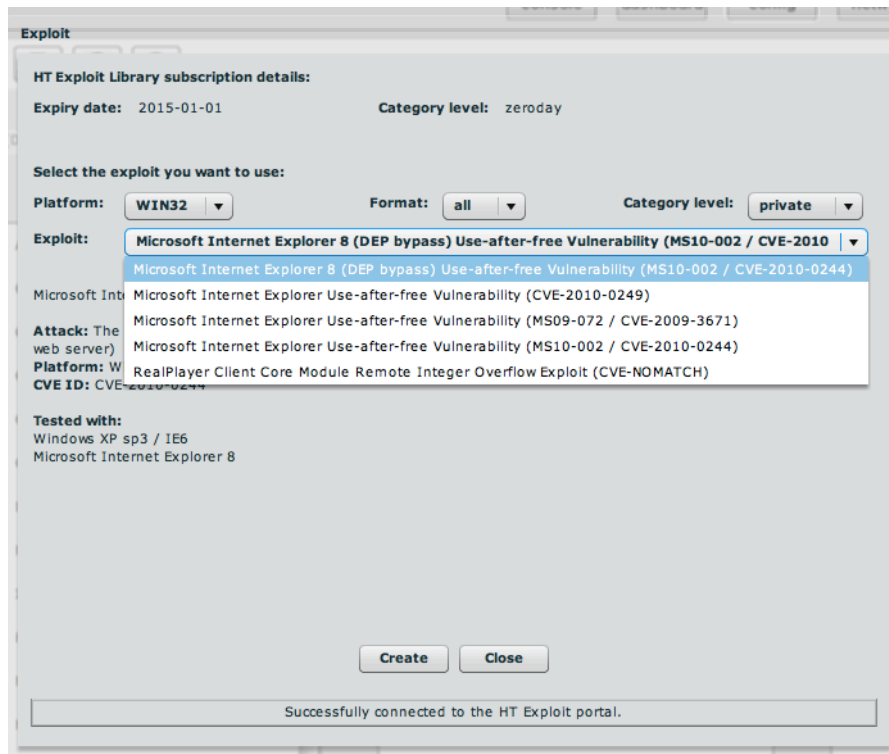 Exploit
HT Exploit Library subscription details:
Expiry date: 2015-01-01 Category level: zeroday
Select the exploit you want to use:
Platform: WIN32 Format: all Category level: private
Exploit: Microsoft Internet Explorer 8 (DEP bypass) Use-after-free Vulnerability (MS10-002 / CVE-2010
Microsoft Internet Explorer 8 (DEP bypass) Use-after-free Vulnerability (MS10-002 / CVE-2010-0244)
Microsoft Internet Explorer Use-after-free Vulnerability (CVE-2010-0249)
Microsoft Internet Explorer Use-after-free Vulnerability (MS09-072 / CVE-2009-3671)
Microsoft Internet Explorer Use-after-free Vulnerability (MS10-002 / CVE-2010-0244)
RealPlayer Client Core Module Remote Integer Overflow Exploit (CVE-NOMATCH)
Microsoft Int
Attack: The
web server)
Platform: W
CVE ID: CVE-2010-0244
Tested with:
Windows XP sp3 / IE6
Microsoft Internet Explorer 8
Create Close
Successfully connected to the HT Exploit portal.